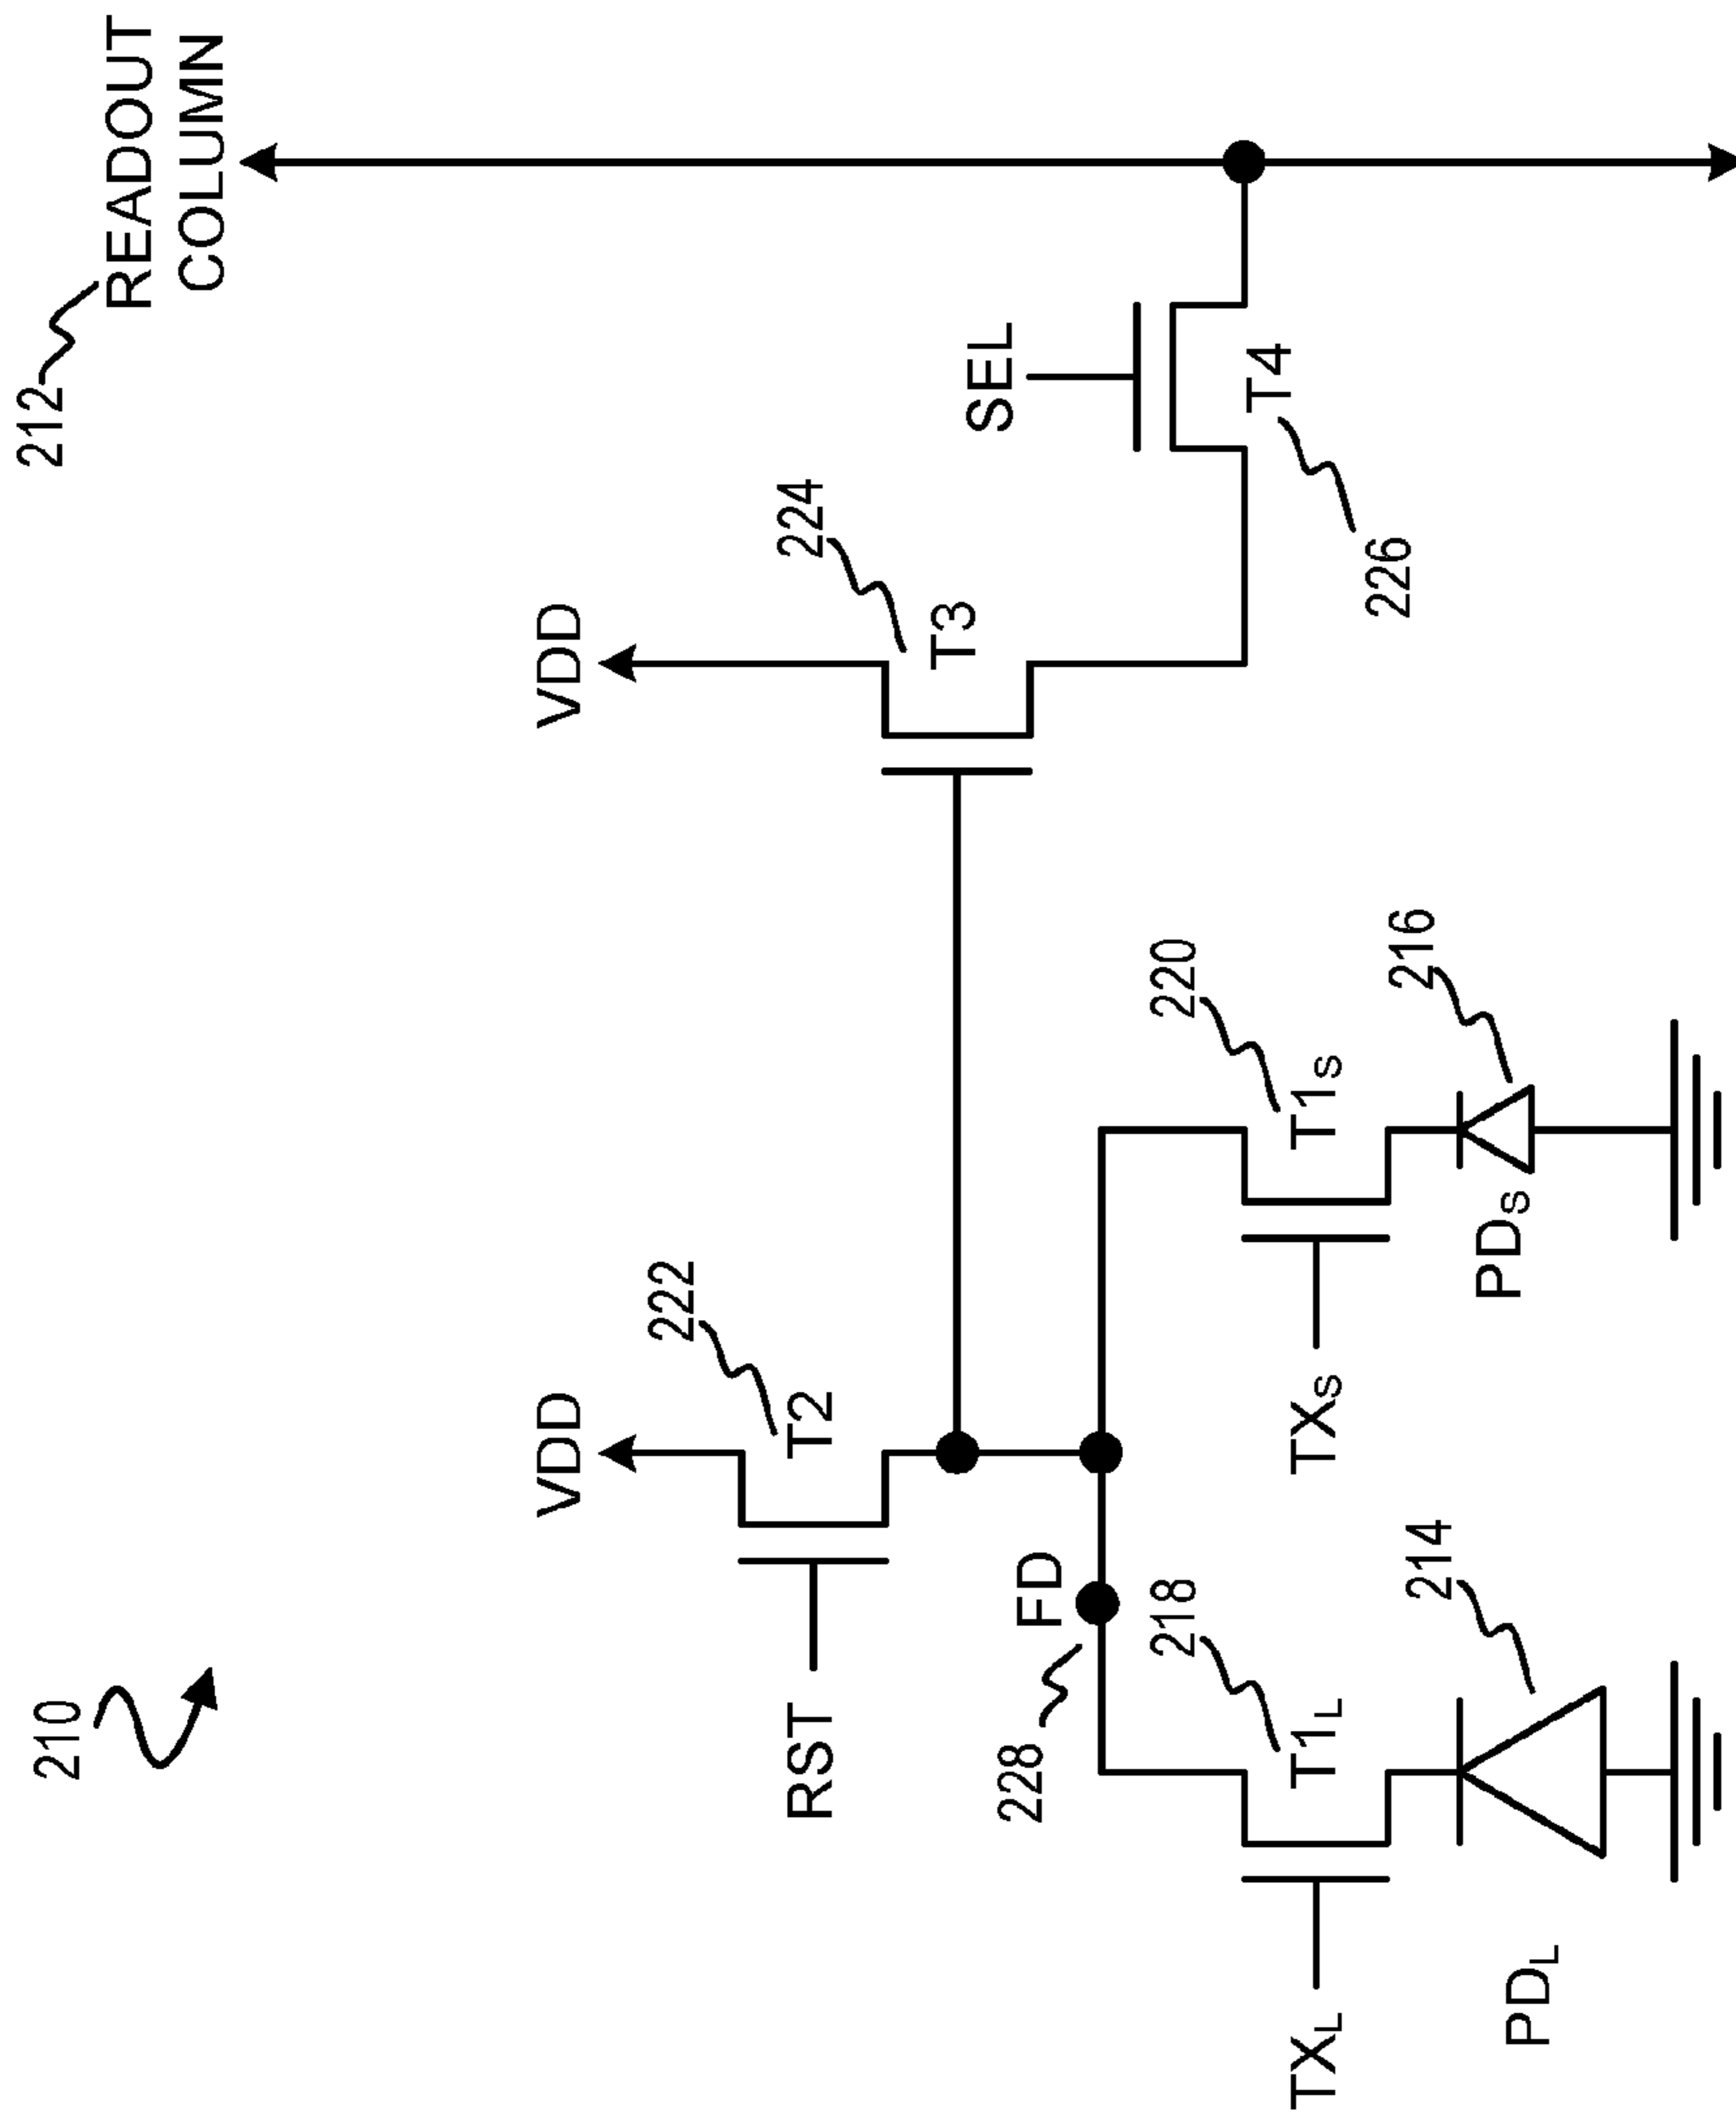 210
212
READOUT
COLUMN
VDD
VDD
222
224
RST
T2
T3
SEL
T4
226
228
FD
218
220
TXL
T1L
TXS
T1S
214
216
PDL
PDS